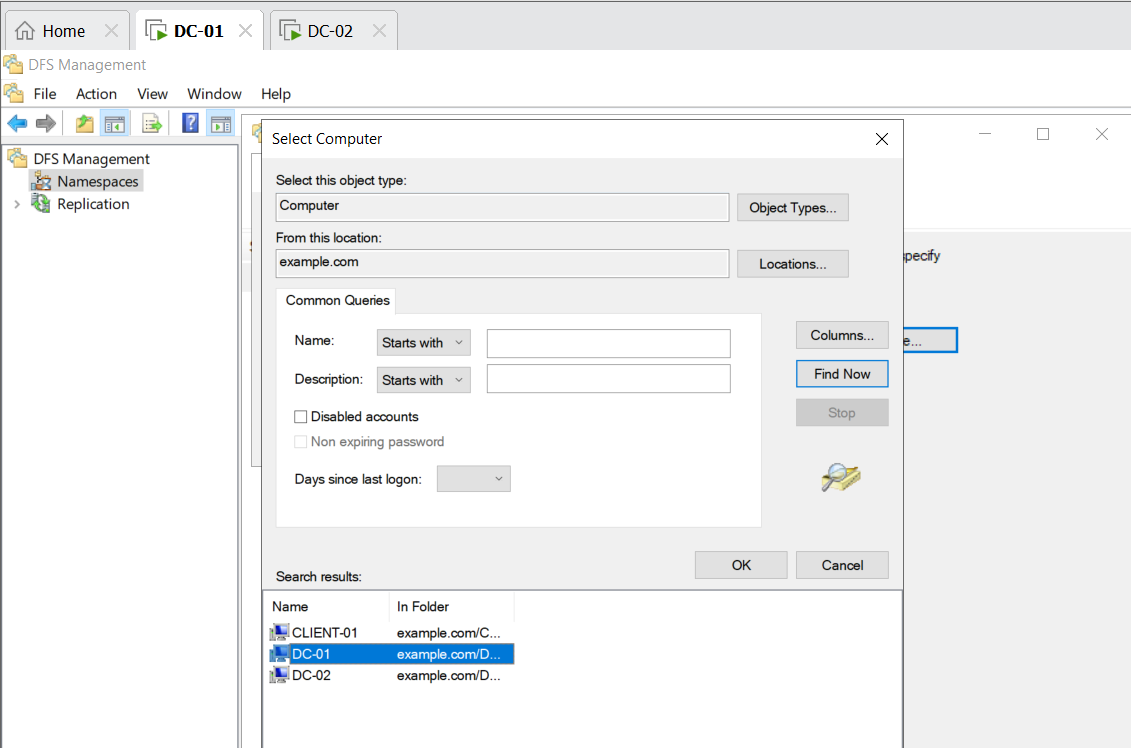 Home
DC-01
DC-02
DFS Management
File Action View Window Help
DFS Management
Namespaces
Replication
Select Computer
Select this object type:
Computer
Object Types...
From this location:
example.com
Locations...
Common Queries
Name:
Starts with
Description:
Starts with
Disabled accounts
Non expiring password
Days since last logon:
Columns...
Find Now
Stop
OK
Cancel
Search results:
Name In Folder
CLIENT-01 example.com/C...
DC-01 example.com/D...
DC-02 example.com/D...